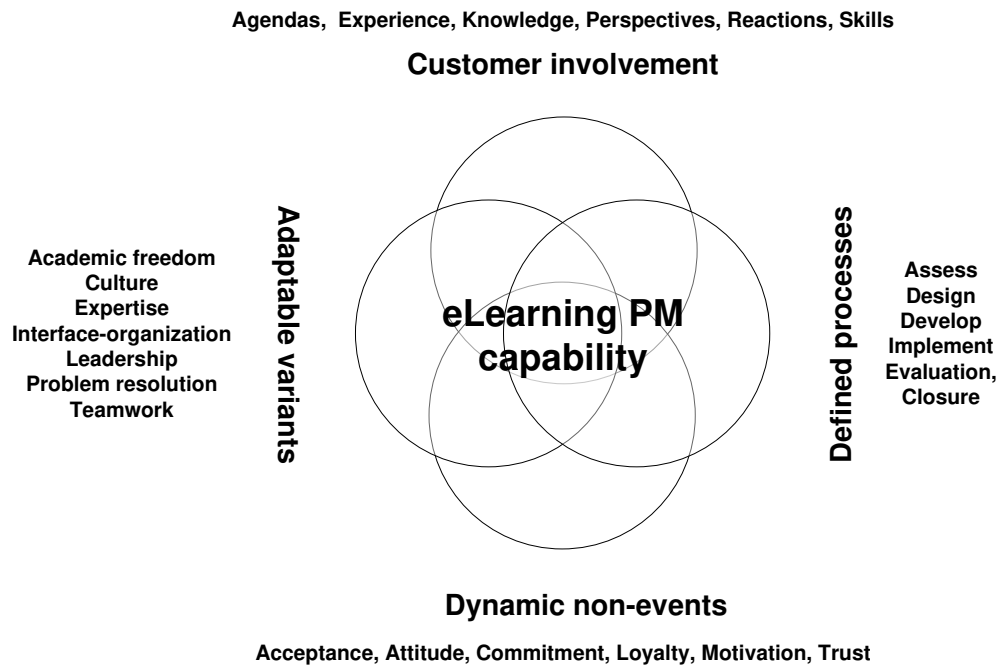 Agendas, Experience, Knowledge, Perspectives, Reactions, Skills
Customer involvement
Adaptable variants
Academic freedom
Culture
Expertise
Interface-organization
Leadership
Problem resolution
Teamwork
eLearning PM
capability
Defined processes
Assess
Design
Develop
Implement
Evaluation,
Closure
Dynamic non-events
Acceptance, Attitude, Commitment, Loyalty, Motivation, Trust